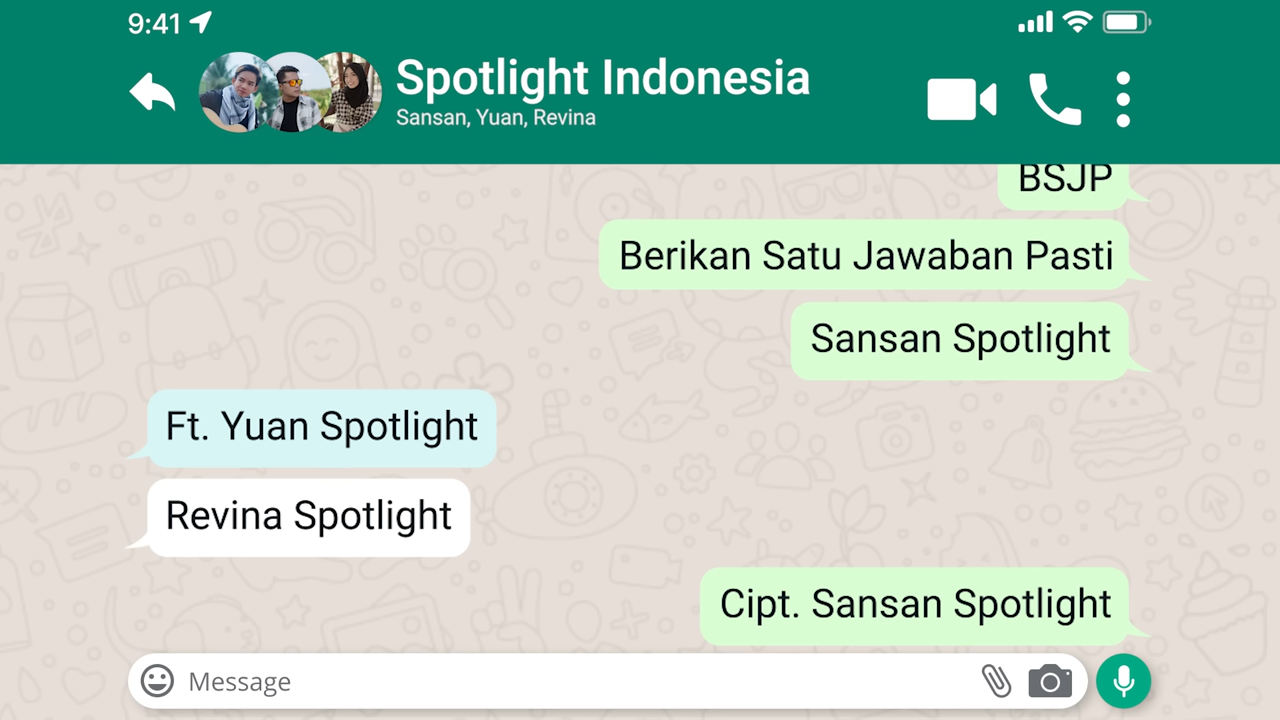 9:41
Spotlight Indonesia
Sansan, Yuan, Revina
BSJP
Berikan Satu Jawaban Pasti
Sansan Spotlight
Ft. Yuan Spotlight
Revina Spotlight
Cipt. Sansan Spotlight
Message